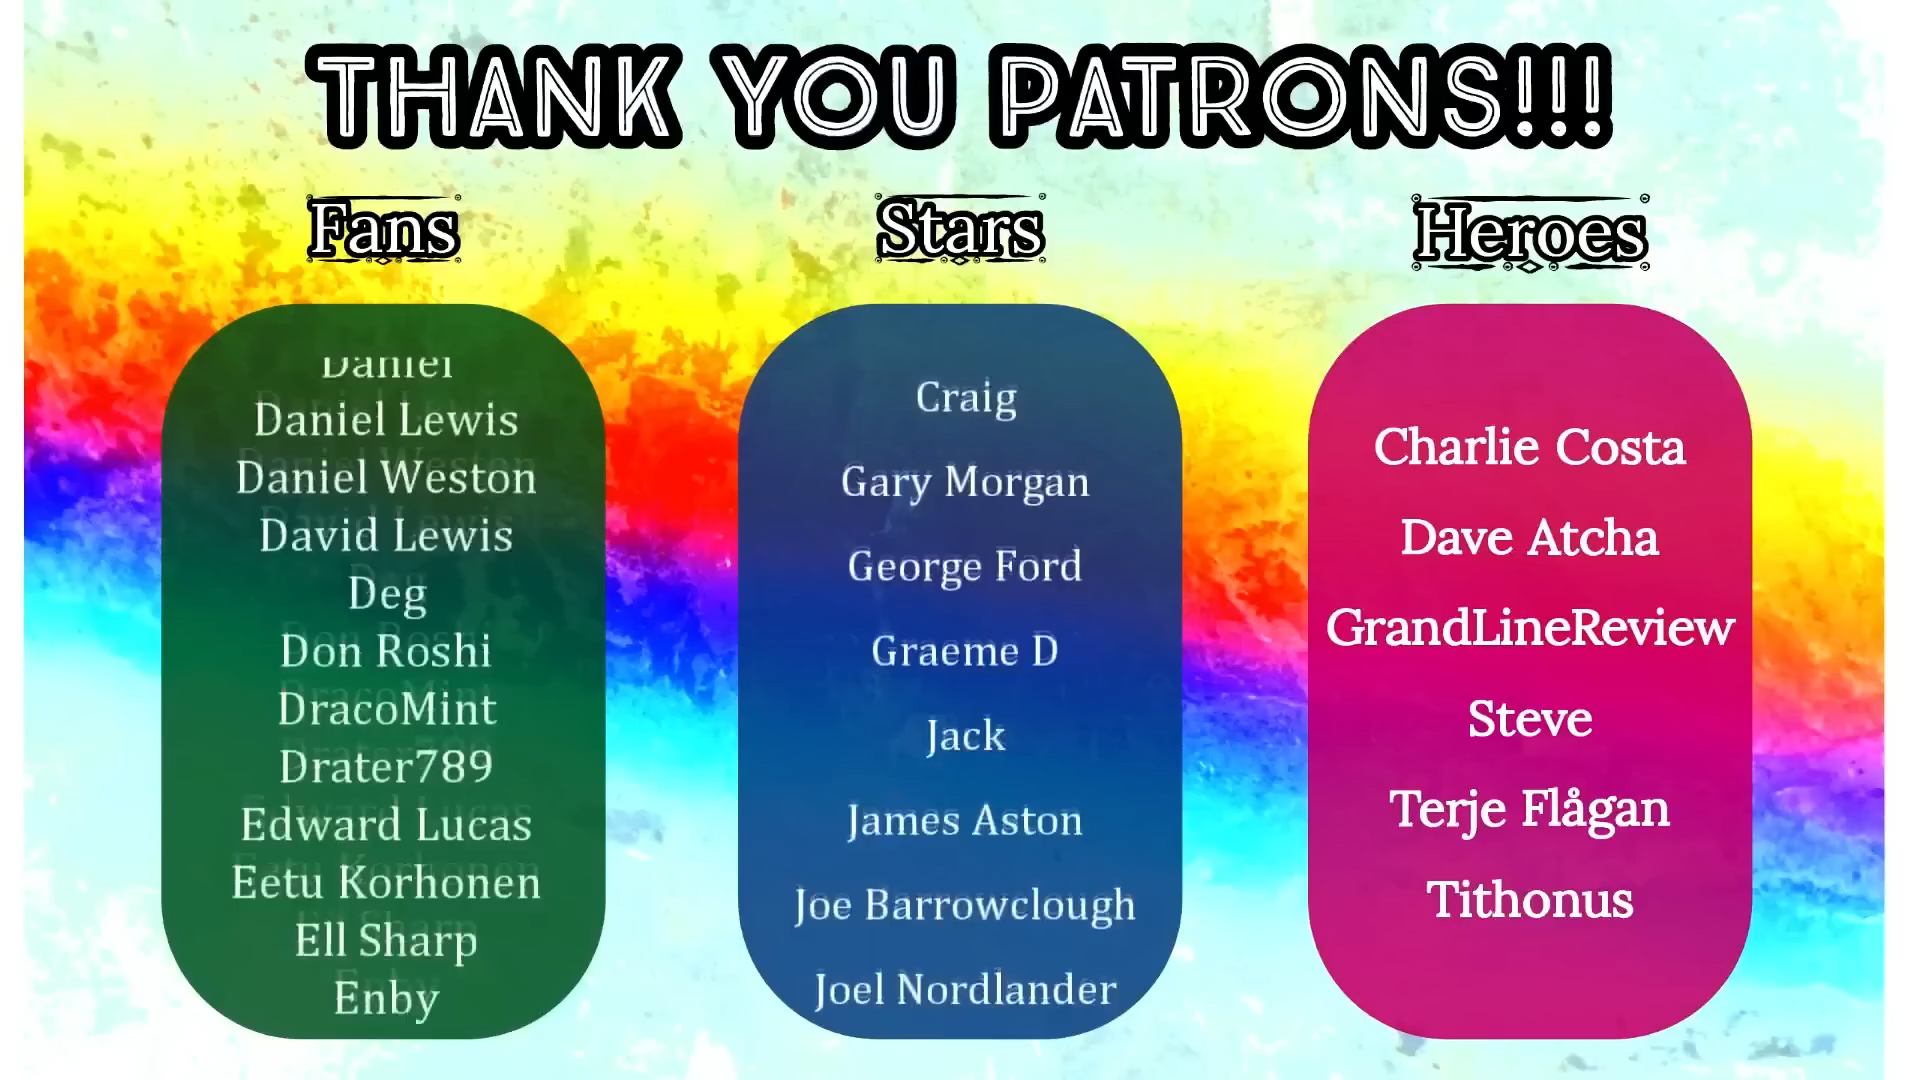 THANK YOU PATRONS!!!
Fans
Daniel
Daniel Lewis
Daniel Weston
David Lewis
Deg
Don Roshi
DracoMint
Drater789
Edward Lucas
Eetu Korhonen
Ell Sharp
Enby
Stars
Craig
Gary Morgan
George Ford
Graeme D
Jack
James Aston
Joe Barrowclough
Joel Nordlander
Heroes
Charlie Costa
Dave Atcha
GrandLineReview
Steve
Terje Flågan
Tithonus